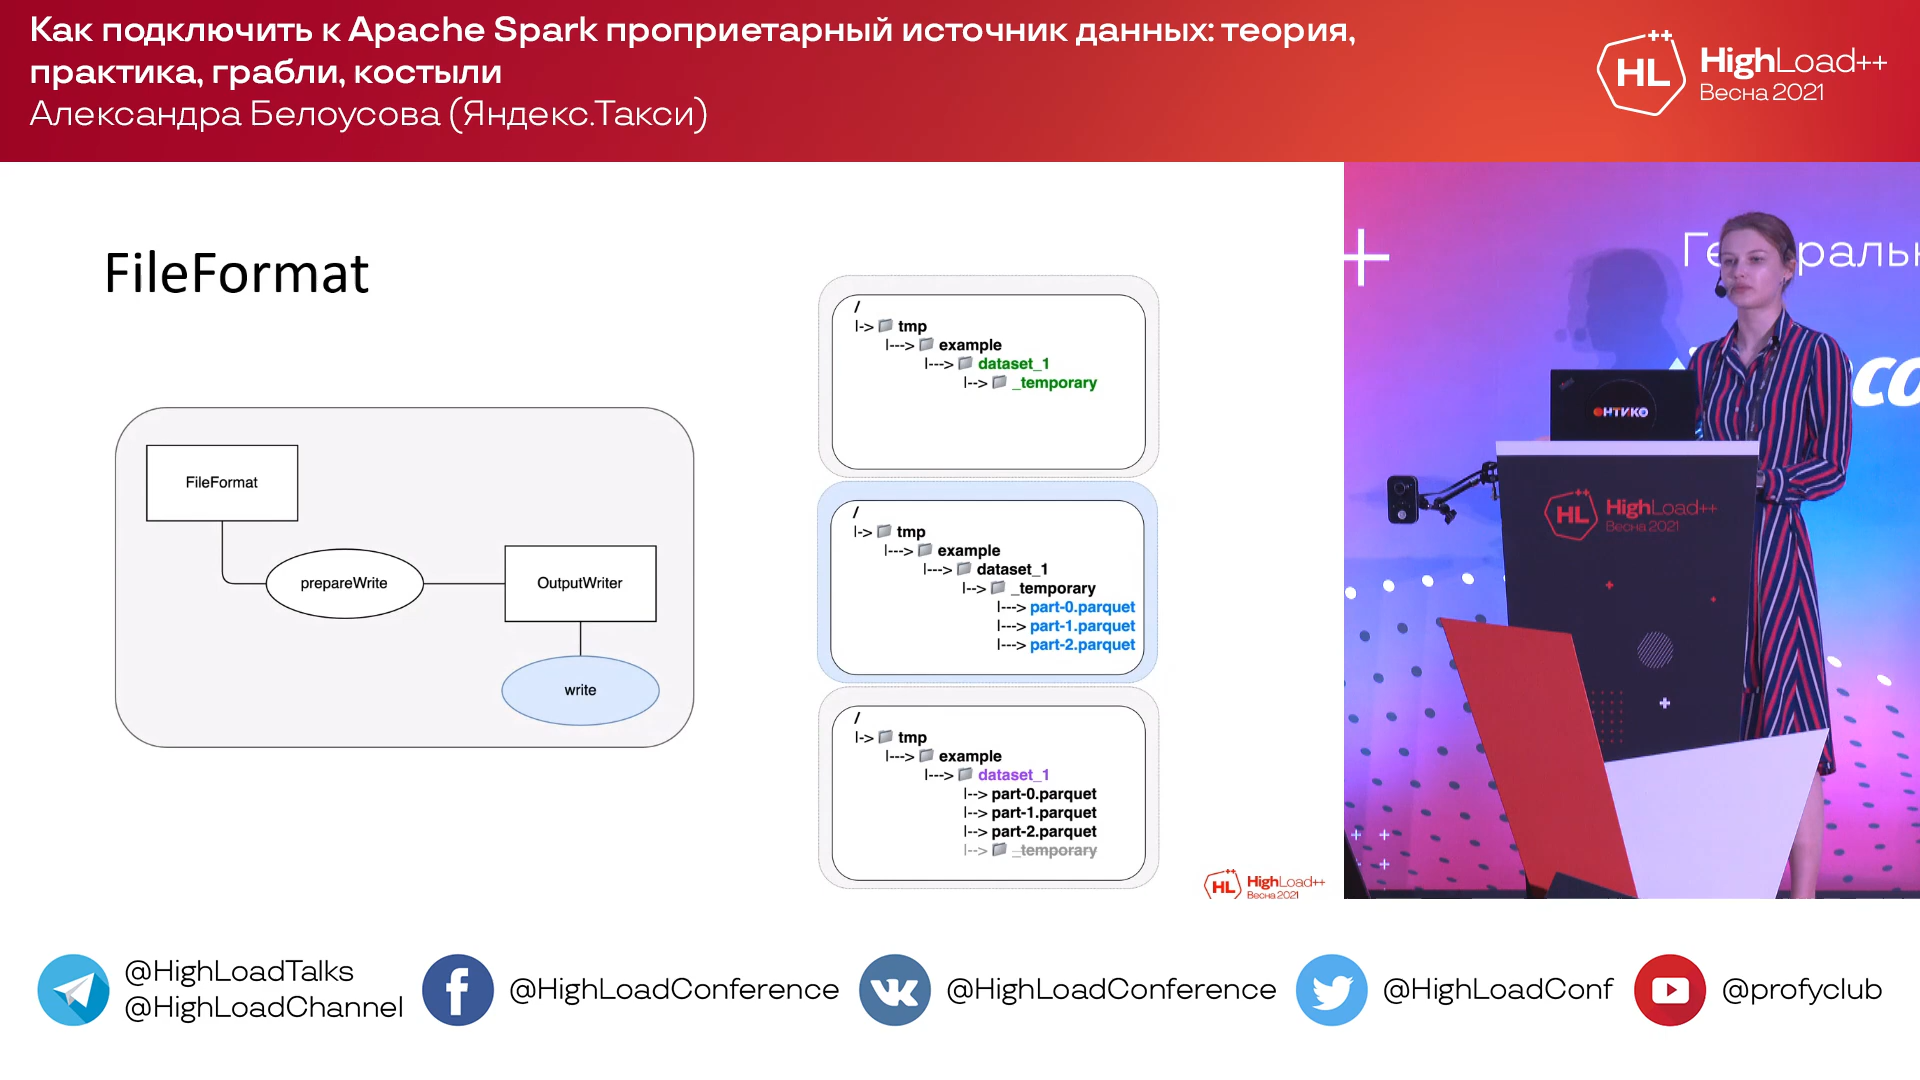 Как подключить к Apache Spark проприетарный источник данных: теория,
практика, грабли, костыли
Александра Белоусова (Яндекс.Такси)
HL
HighLoad++
Весна 2021
FileFormat
FileFormat
prepareWrite
OutputWriter
write
/
|-> tmp
|---> example
|---> dataset_1
|--> _temporary
/
|-> tmp
|---> example
|---> dataset_1
|--> _temporary
|---> part-0.parquet
|---> part-1.parquet
|---> part-2.parquet
/
|-> tmp
|---> example
|---> dataset_1
|--> part-0.parquet
|--> part-1.parquet
|--> part-2.parquet
|--> _temporary
HL
HighLoad++
Весна 2021
ОНТИКО
HL
HighLoad++
Весна 2021
@HighLoadTalks
@HighLoadChannel
@HighLoadConference
@HighLoadConference
@HighLoadConf
@profyclub